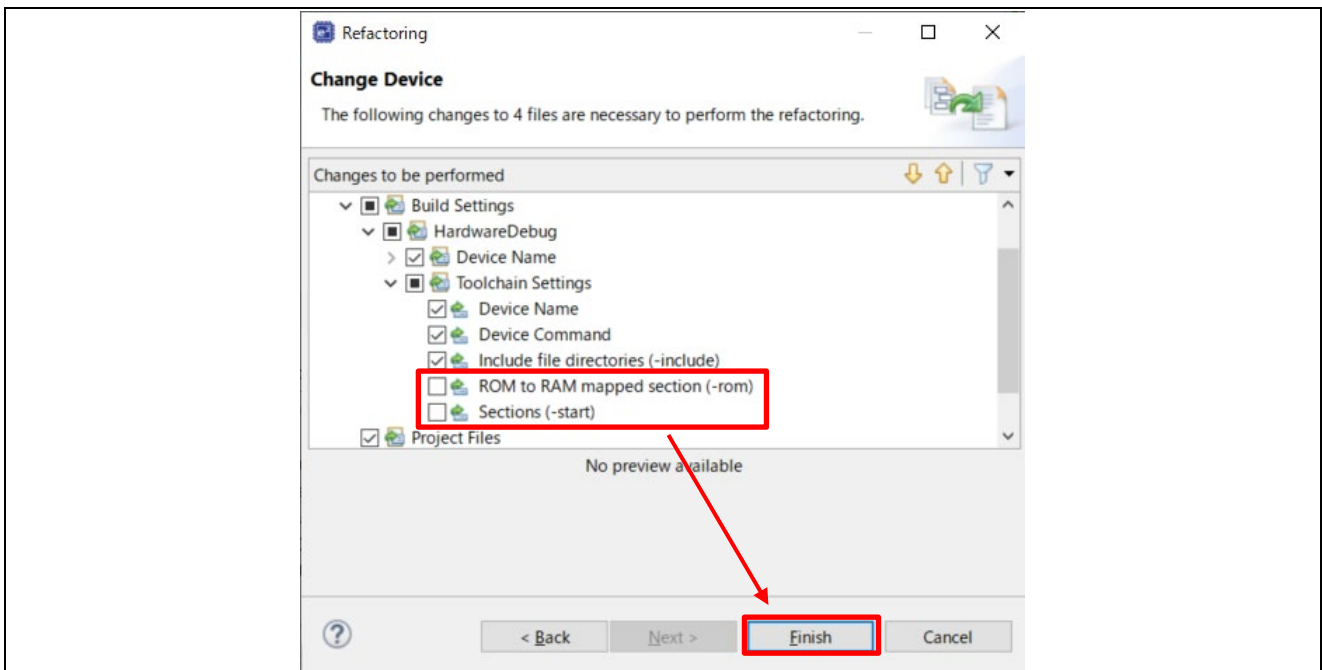 Refactoring
Change Device
The following changes to 4 files are necessary to perform the refactoring.
Changes to be performed
Build Settings
HardwareDebug
Device Name
Toolchain Settings
Device Name
Device Command
Include file directories (-include)
ROM to RAM mapped section (-rom)
Sections (-start)
Project Files
No preview available
? < Back Next > Finish Cancel